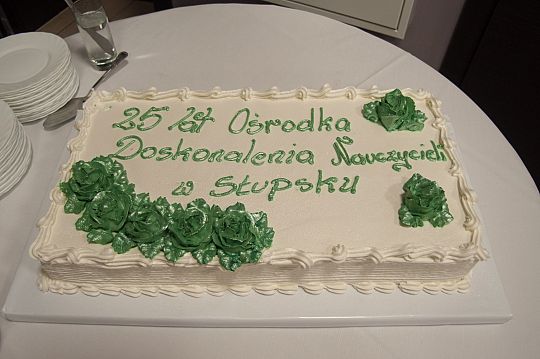 25 lat Ośrodka
Doskonalenia Nauczycieli
w Słupsku